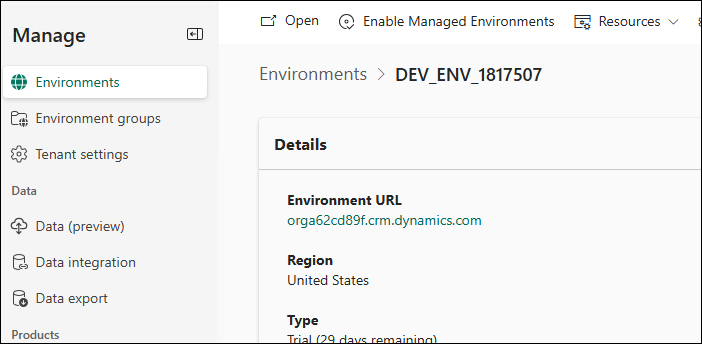 Manage
Open
Enable Managed Environments
Resources
Environments
Environment groups
Tenant settings
Data
Data (preview)
Data integration
Data export
Products
Environments > DEV_ENV_1817507
Details
Environment URL
orga62cd89f.crm.dynamics.com
Region
United States
Type
Trial (29 days remaining)